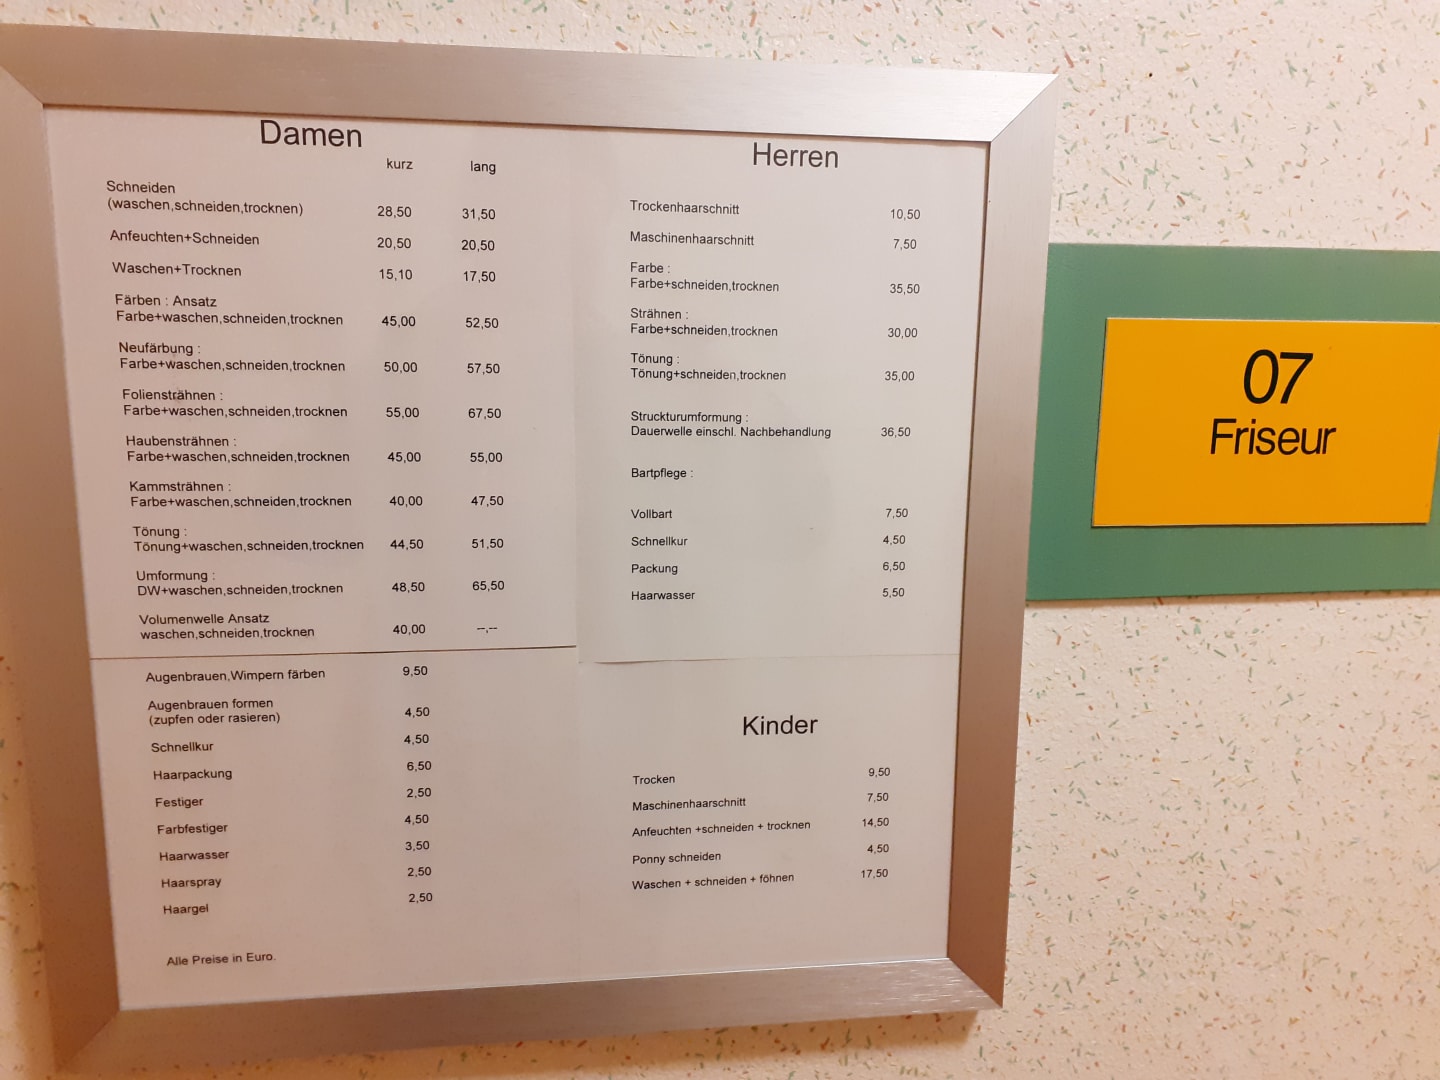 Damen
kurz lang
Schneiden
(waschen,schneiden,trocknen) 28,50 31,50
Anfeuchten+Schneiden 20,50 20,50
Waschen+Trocknen 15,10 17,50
Färben : Ansatz
Farbe+waschen,schneiden,trocknen 45,00 52,50
Neufärbung :
Farbe+waschen,schneiden,trocknen 50,00 57,50
Foliensträhnen :
Farbe+waschen,schneiden,trocknen 55,00 67,50
Haubensträhnen :
Farbe+waschen,schneiden,trocknen 45,00 55,00
Kammsträhnen :
Farbe+waschen,schneiden,trocknen 40,00 47,50
Tönung :
Tönung+waschen,schneiden,trocknen 44,50 51,50
Umformung :
DW+waschen,schneiden,trocknen 48,50 65,50
Volumenwelle Ansatz
waschen,schneiden,trocknen 40,00 --,--
Augenbrauen,Wimpern färben 9,50
Augenbrauen formen
(zupfen oder rasieren) 4,50
Schnellkur 4,50
Haarpackung 6,50
Festiger 2,50
Farbfestiger 4,50
Haarwasser 3,50
Haarspray 2,50
Haargel 2,50
Alle Preise in Euro.
Herren
Trockenhaarschnitt 10,50
Maschinenhaarschnitt 7,50
Farbe :
Farbe+schneiden,trocknen 35,50
Strähnen :
Farbe+schneiden,trocknen 30,00
Tönung :
Tönung+schneiden,trocknen 35,00
Struckturumformung :
Dauerwelle einschl. Nachbehandlung 36,50
Bartpflege :
Vollbart 7,50
Schnellkur 4,50
Packung 6,50
Haarwasser 5,50
Kinder
Trocken 9,50
Maschinenhaarschnitt 7,50
Anfeuchten +schneiden + trocknen 14,50
Ponny schneiden 4,50
Waschen + schneiden + föhnen 17,50
07
Friseur